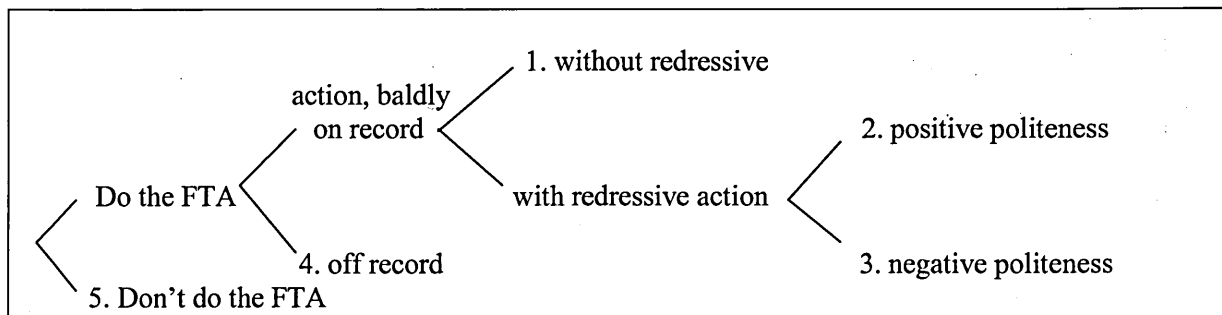 1. without redressive
action, baldly
on record
2. positive politeness
Do the FTA
with redressive action
4. off record
3. negative politeness
5. Don't do the FTA